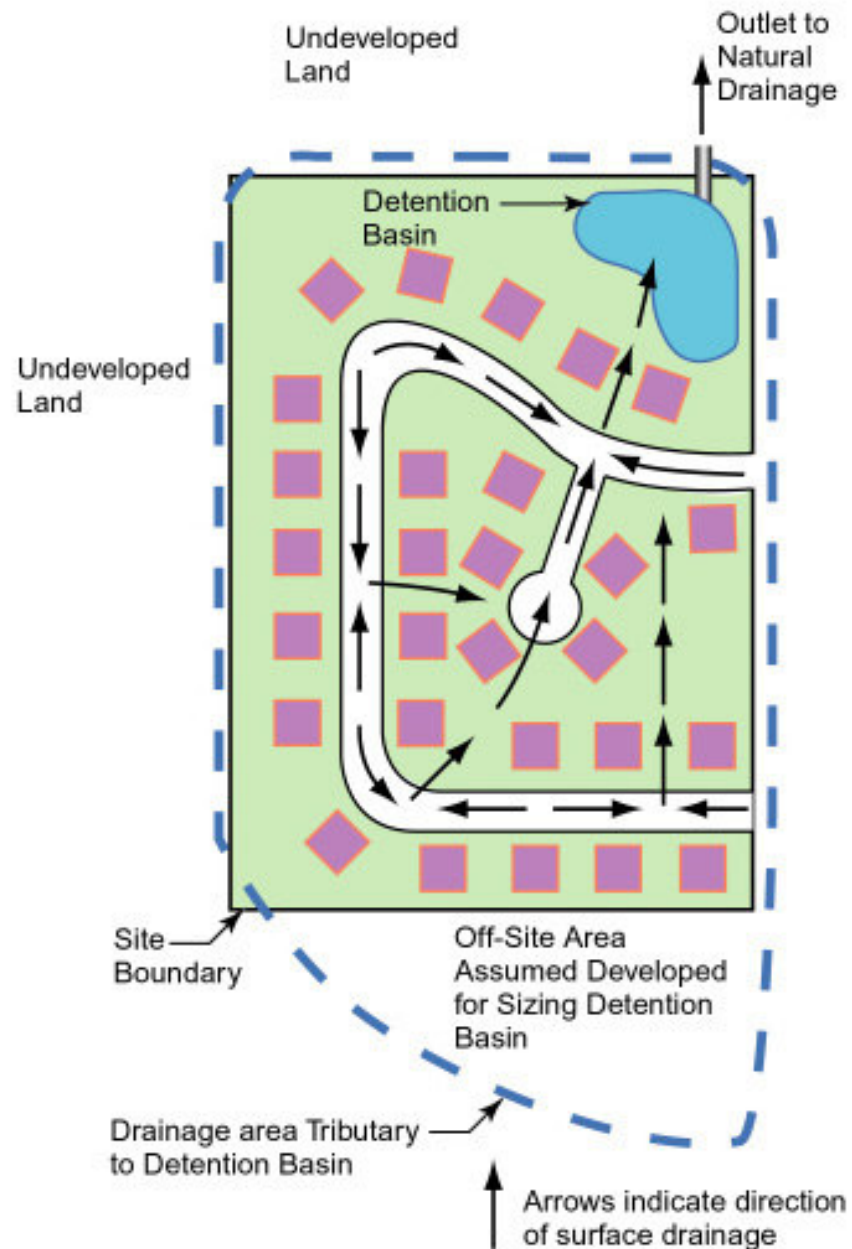 Undeveloped
Land
Outlet to
Natural
Drainage
Detention
Basin
Undeveloped
Land
Site
Boundary
Off-Site Area
Assumed Developed
for Sizing Detention
Basin
Drainage area Tributary
to Detention Basin
Arrows indicate direction
of surface drainage